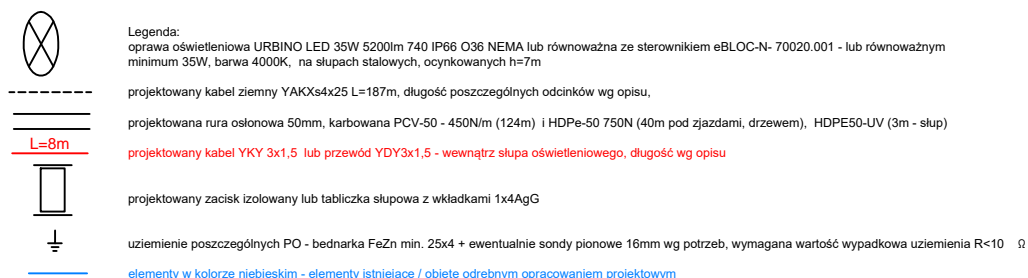 Legenda:
oprawa oświetleniowa URBINO LED 35W 5200lm 740 IP66 O36 NEMA lub równoważna ze sterownikiem eBLOC-N- 70020.001 - lub równoważnym
minimum 35W, barwa 4000K, na słupach stalowych, ocynkowanych h=7m
projektowany kabel ziemny YAKXs4x25 L=187m, długość poszczególnych odcinków wg opisu,
projektowana rura osłonowa 50mm, karbowana PCV-50 - 450N/m (124m) i HDPe-50 750N (40m pod zjazdami, drzewem), HDPE50-UV (3m - słup)
L=8m
projektowany kabel YKY 3x1,5 lub przewód YDY3x1,5 - wewnątrz słupa oświetleniowego, długość wg opisu
projektowany zacisk izolowany lub tabliczka słupowa z wkładkami 1x4AgG
uziemienie poszczególnych PO - bednarka FeZn min. 25x4 + ewentualnie sondy pionowe 16mm wg potrzeb, wymagana wartość wypadkowa uziemienia R<10 Ω
elementy w kolorze niebieskim - elementy istniejące / objęte odrębnym opracowaniem projektowym